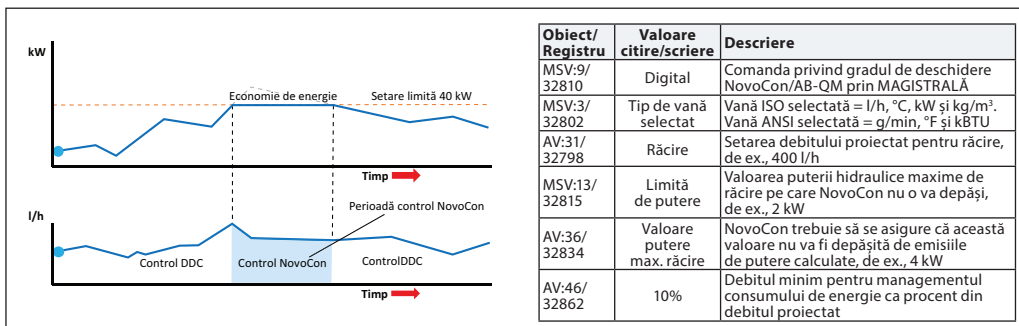 kW
Economie de energie
Setare limită 40 kW
Timp
l/h
Perioadă control NovoCon
Control DDC
Control NovoCon
ControlDDC
Timp
Obiect/
Registru
Valoare
citire/scriere
Descriere
MSV:9/
32810
Digital
Comanda privind gradul de deschidere
NovoCon/AB-QM prin MAGISTRALĂ
MSV:3/
32802
Tip de vană
selectat
Vană ISO selectată = l/h, °C, kW și kg/m³.
Vană ANSI selectată = g/min, °F și kBTU
AV:31/
32798
Răcire
Setarea debitului proiectat pentru răcire,
de ex., 400 l/h
MSV:13/
32815
Limită
de putere
Valoarea puterii hidraulice maxime de
răcire pe care NovoCon nu o va depăși,
de ex., 2 kW
AV:36/
32834
Valoare
putere
max. răcire
NovoCon trebuie să se asigure că această
valoare nu va fi depășită de emisiile
de putere calculate, de ex., 4 kW
AV:46/
32862
10%
Debitul minim pentru managementul
consumului de energie ca procent din
debitul proiectat